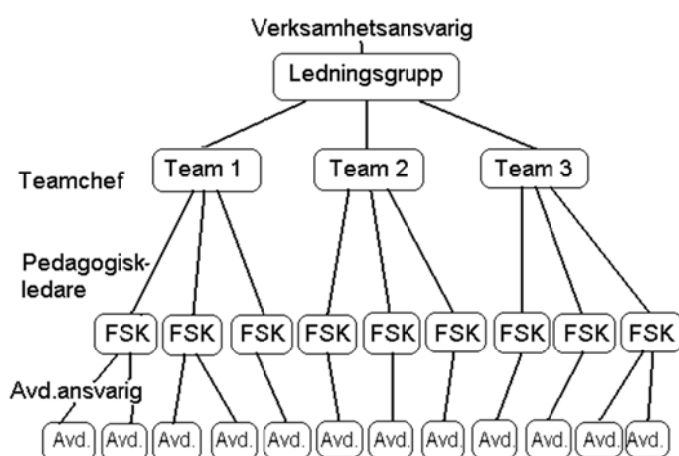 Verksamhetsansvarig
Ledningsgrupp
Teamchef
Team 1 Team 2 Team 3
Pedagogisk-
ledare
FSK FSK FSK FSK FSK FSK FSK FSK FSK
Avd.ansvarig
Avd. Avd. Avd. Avd. Avd. Avd. Avd. Avd. Avd. Avd. Avd. Avd.